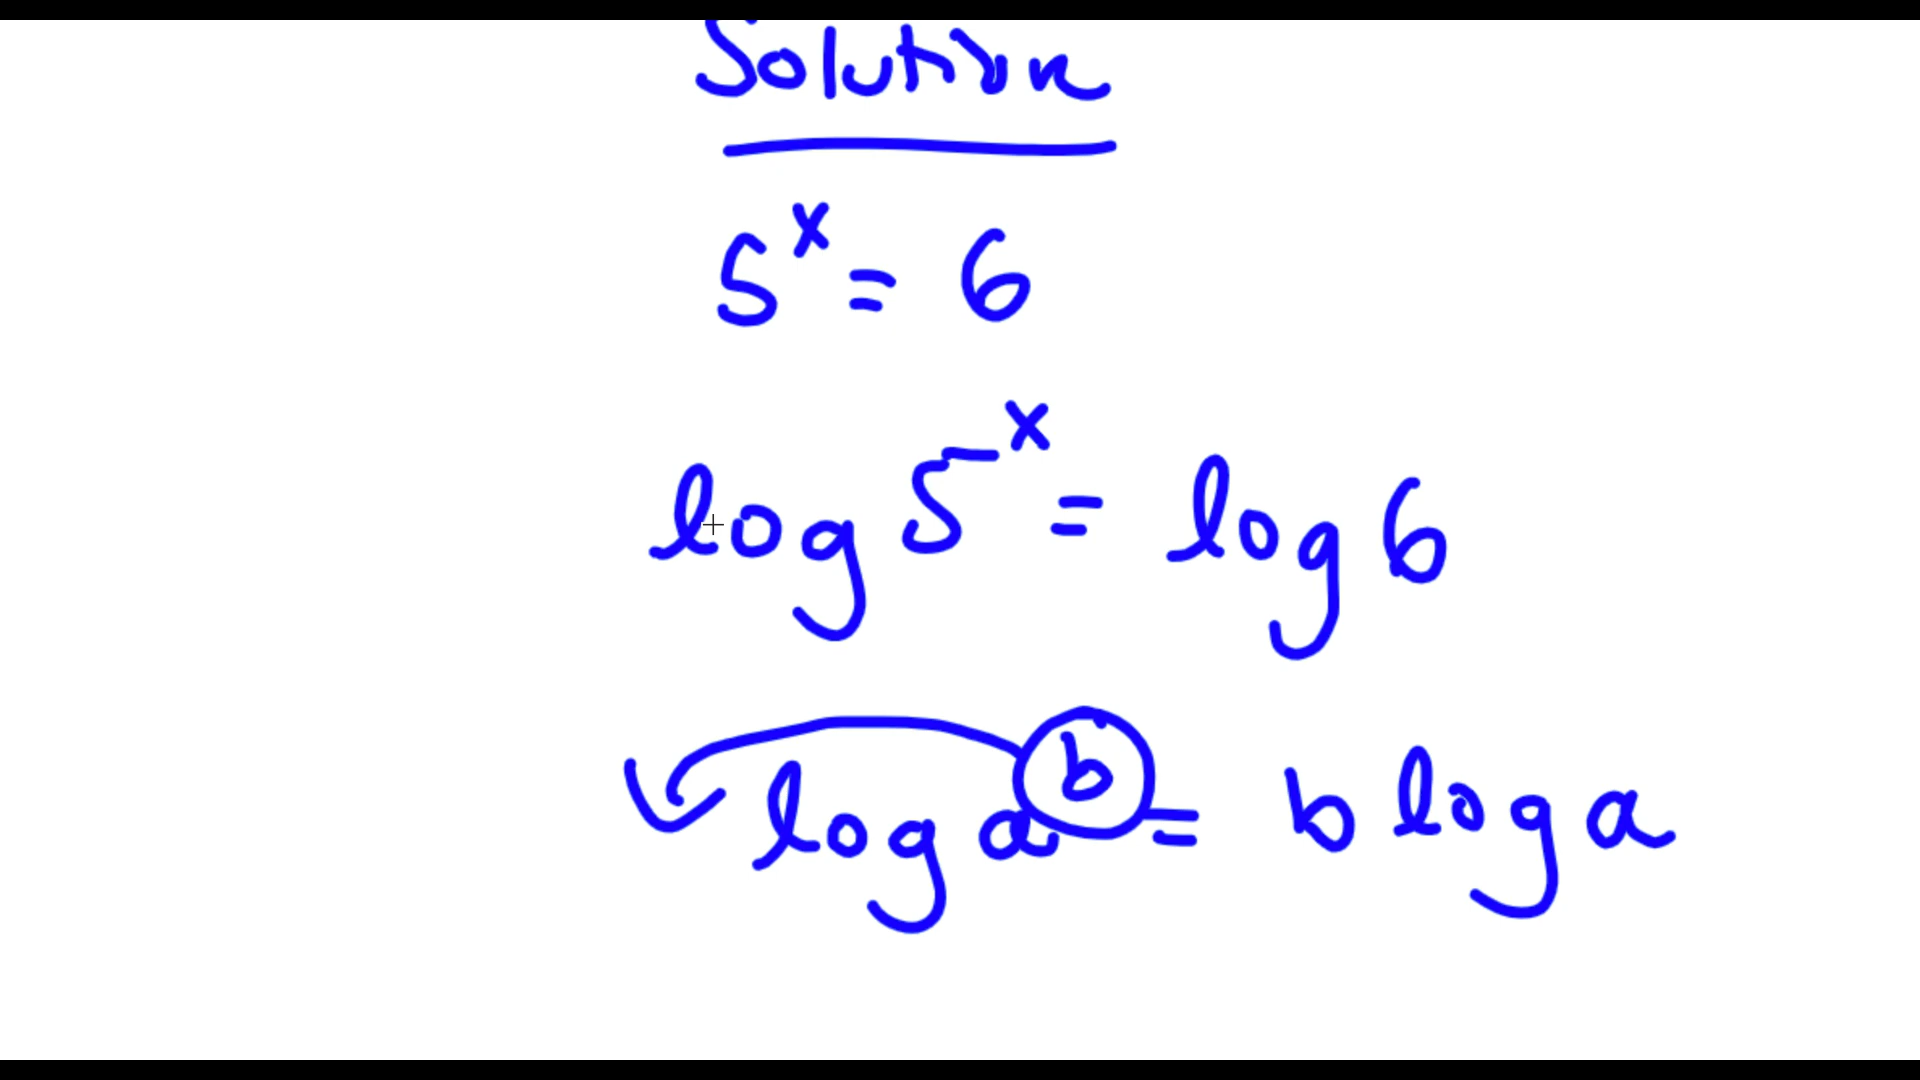 Solution
5^x = 6
log 5^x = log 6
log a^b = b log a